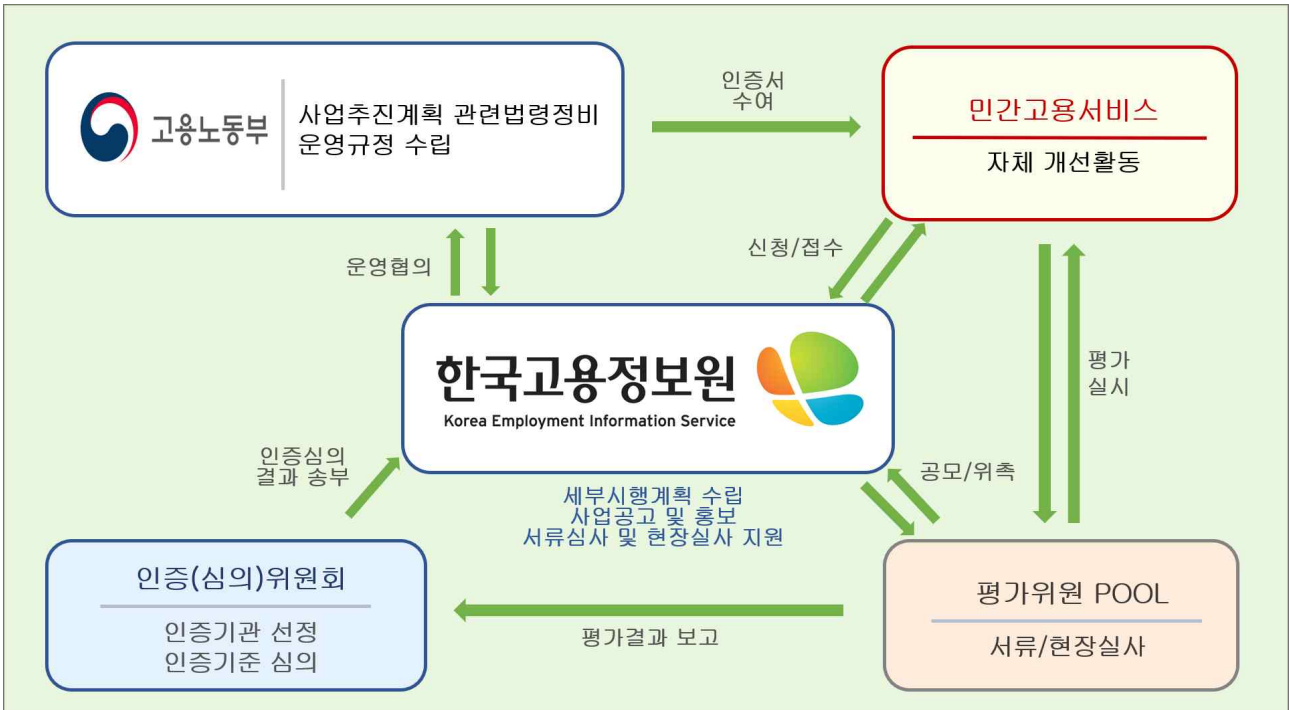 고용노동부
사업추진계획 관련법령정비
운영규정 수립
인증서
수여
민간고용서비스
자체 개선활동
운영협의
신청/접수
한국고용정보원
Korea Employment Information Service
평가
실시
인증심의
결과 송부
공모/위촉
세부시행계획 수립
사업공고 및 홍보
서류심사 및 현장실사 지원
인증(심의)위원회
인증기관 선정
인증기준 심의
평가결과 보고
평가위원 POOL
서류/현장실사